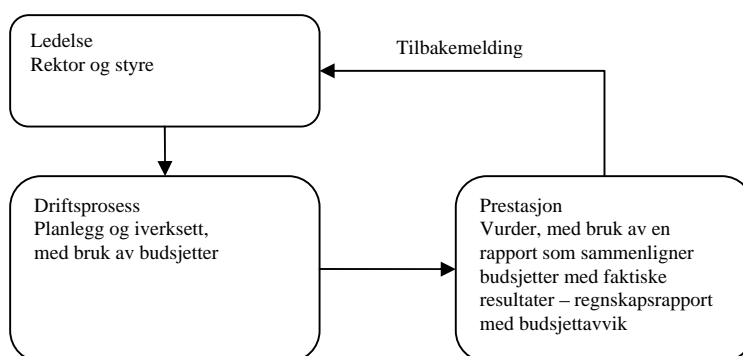 Ledelse
Rektor og styre
Tilbakemelding
Driftsprosess
Planlegg og iverksett,
med bruk av budsjetter
Prestasjon
Vurder, med bruk av en
rapport som sammenligner
budsjetter med faktiske
resultater – regnskapsrapport
med budsjettavvik